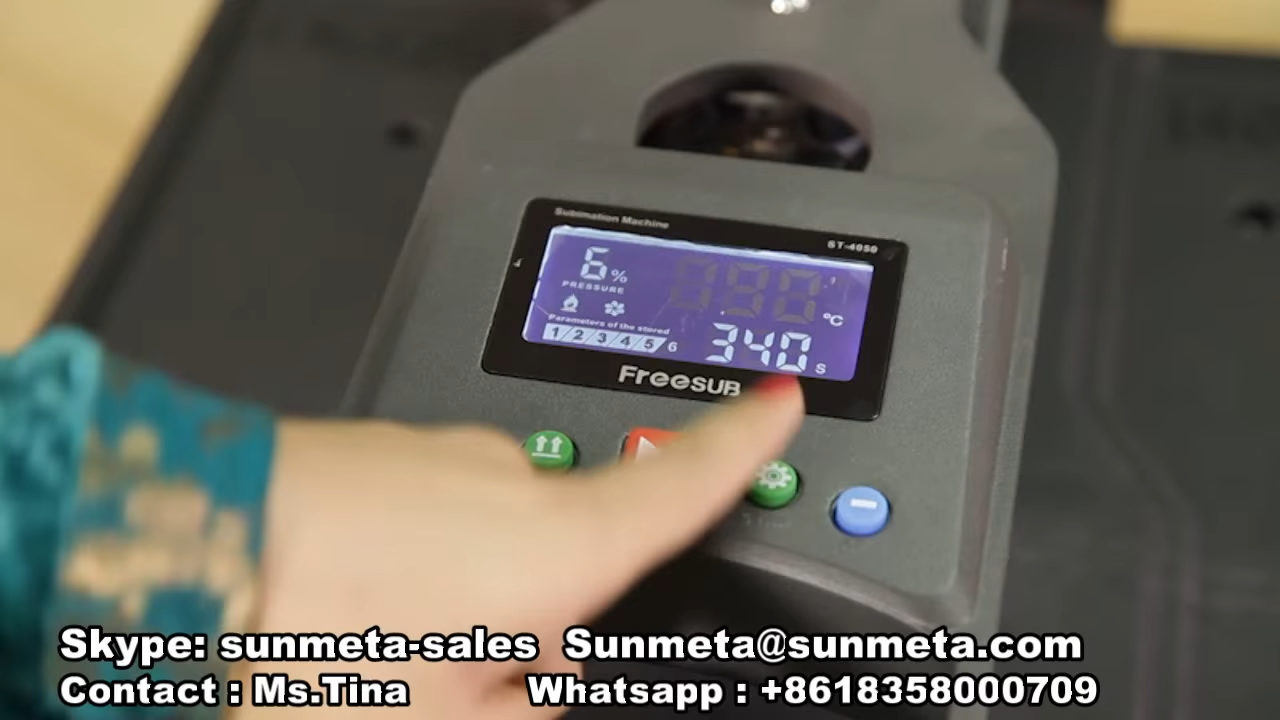 Subimation Machine
ST-4050
6 %
PRESSURE
°C
Parameters of the stored
1 2 3 4 5 6
340 S
FreeSUB
Skype: sunmeta-sales Sunmeta@sunmeta.com
Contact : Ms.Tina Whatsapp : +8618358000709